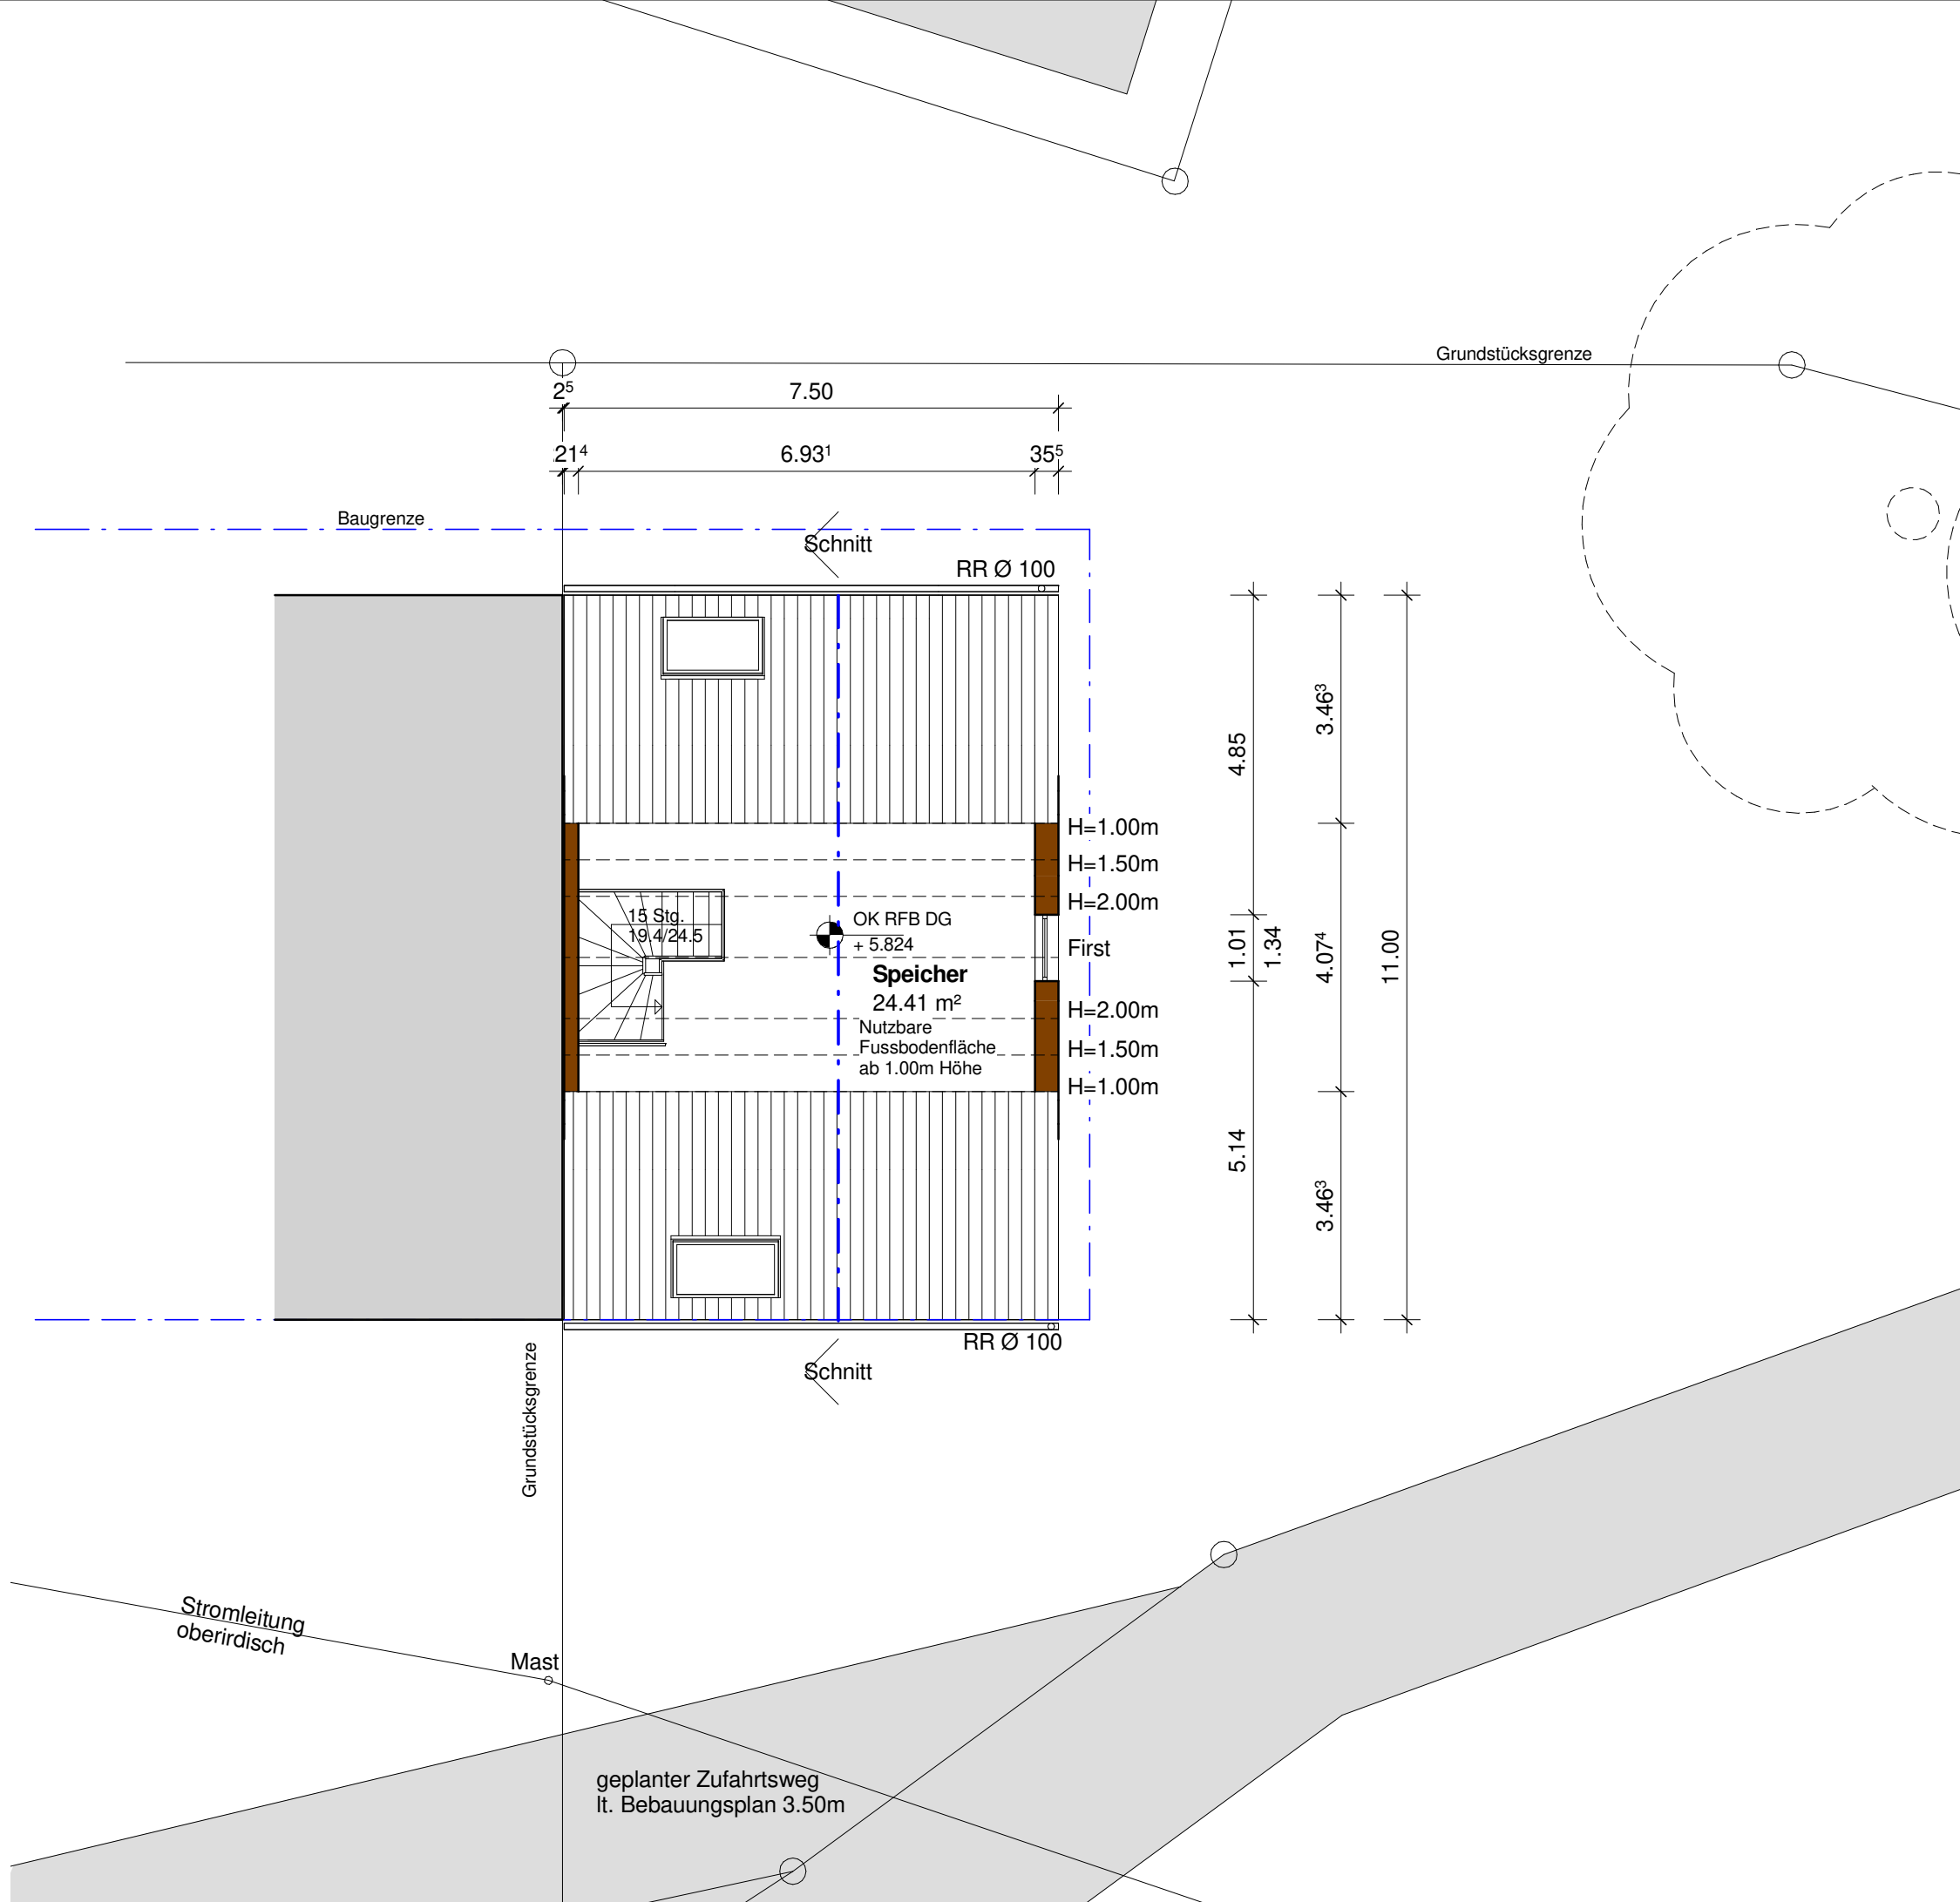 Grundstücksgrenze
2⁵
7.50
21⁴
6.93¹
35⁵
Baugrenze
Schnitt
RR Ø 100
3.46³
4.85
H=1.00m
H=1.50m
H=2.00m
15 Stg.
19.4/24.5
OK RFB DG
+ 5.824
First
1.01
1.34
4.07⁴
11.00
Speicher
24.41 m²
Nutzbare
Fussbodenfläche
ab 1.00m Höhe
H=2.00m
H=1.50m
H=1.00m
5.14
3.46³
RR Ø 100
Schnitt
Grundstücksgrenze
Stromleitung
oberirdisch
Mast
geplanter Zufahrtsweg
lt. Bebauungsplan 3.50m